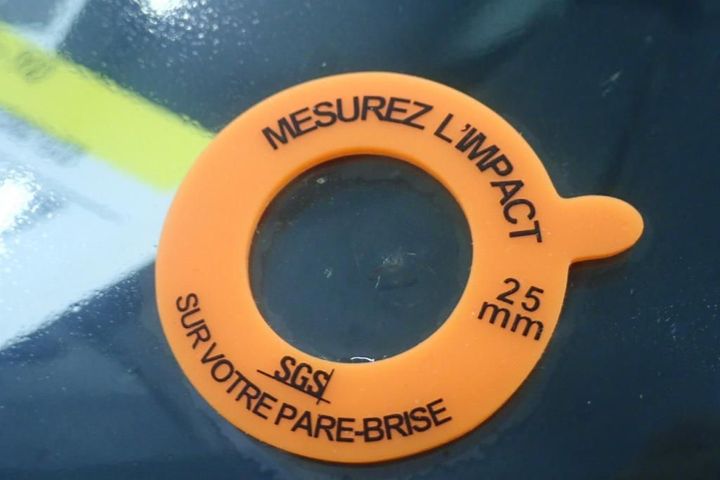 MESUREZ L'IMPACT
25
mm
SGS
SUR VOTRE PARE-BRISE